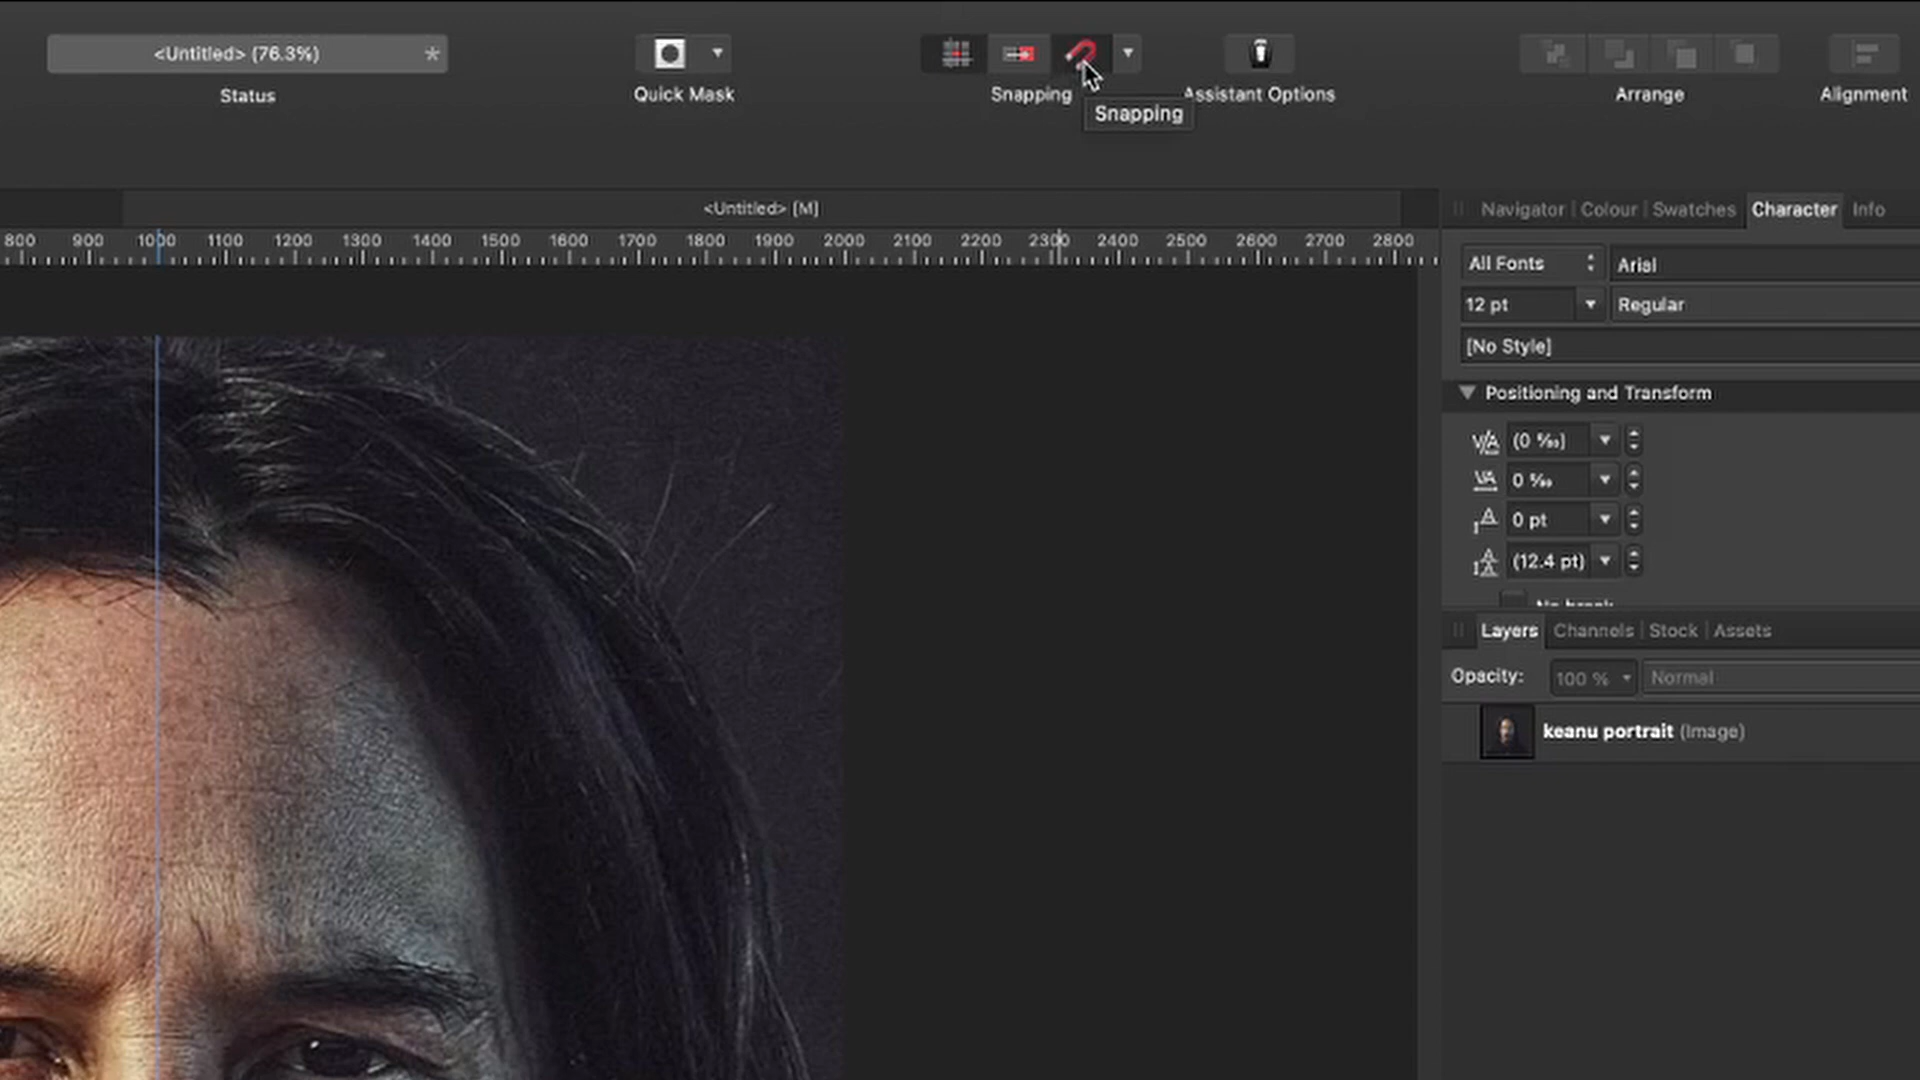 <Untitled> (76.3%) *
Status
Quick Mask
Snapping
Assistant Options
Arrange
Alignment
Snapping
<Untitled> [M]
800 900 1000 1100 1200 1300 1400 1500 1600 1700 1800 1900 2000 2100 2200 2300 2400 2500 2600 2700 2800
Navigator Colour Swatches Character Info
All Fonts Arial
12 pt Regular
[No Style]
Positioning and Transform
(0 ‱)
0 ‱
0 pt
(12.4 pt)
No break
Layers Channels Stock Assets
Opacity: 100 % Normal
keanu portrait (Image)